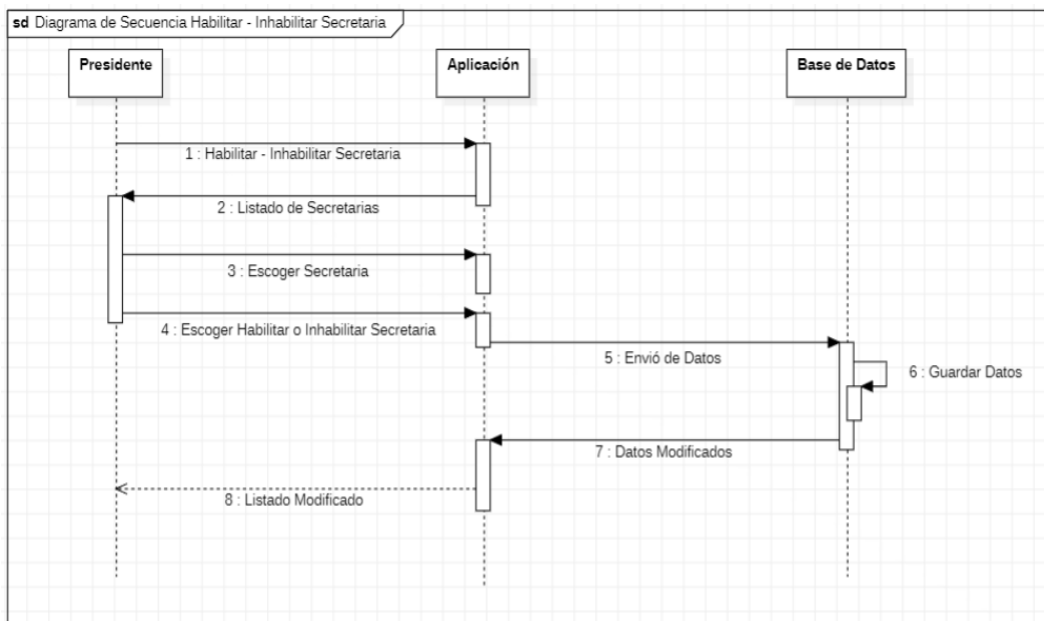 sd Diagrama de Secuencia Habilitar - Inhabilitar Secretaria
Presidente
Aplicación
Base de Datos
1 : Habilitar - Inhabilitar Secretaria
2 : Listado de Secretarias
3 : Escoger Secretaria
4 : Escoger Habilitar o Inhabilitar Secretaria
5 : Envió de Datos
6 : Guardar Datos
7 : Datos Modificados
8 : Listado Modificado